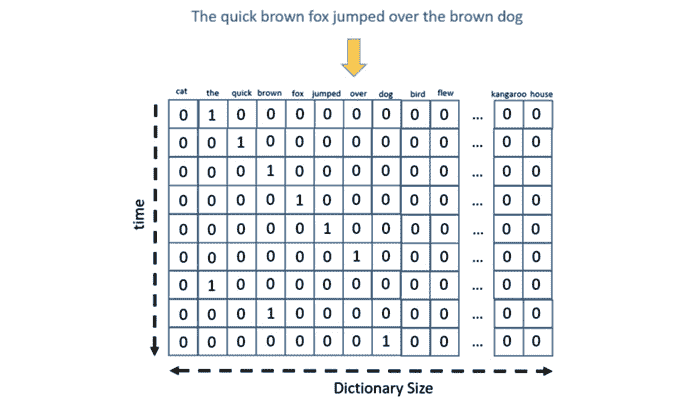 The quick brown fox jumped over the brown dog
cat the quick brown fox jumped over dog bird flew kangaroo house
0 1 0 0 0 0 0 0 0 0 ... 0 0
0 0 1 0 0 0 0 0 0 0 ... 0 0
0 0 0 1 0 0 0 0 0 0 ... 0 0
0 0 0 0 1 0 0 0 0 0 ... 0 0
0 0 0 0 0 1 0 0 0 0 ... 0 0
0 0 0 0 0 0 1 0 0 0 ... 0 0
0 1 0 0 0 0 0 0 0 0 ... 0 0
0 0 0 1 0 0 0 0 0 0 ... 0 0
0 0 0 0 0 0 0 1 0 0 ... 0 0
time
Dictionary Size